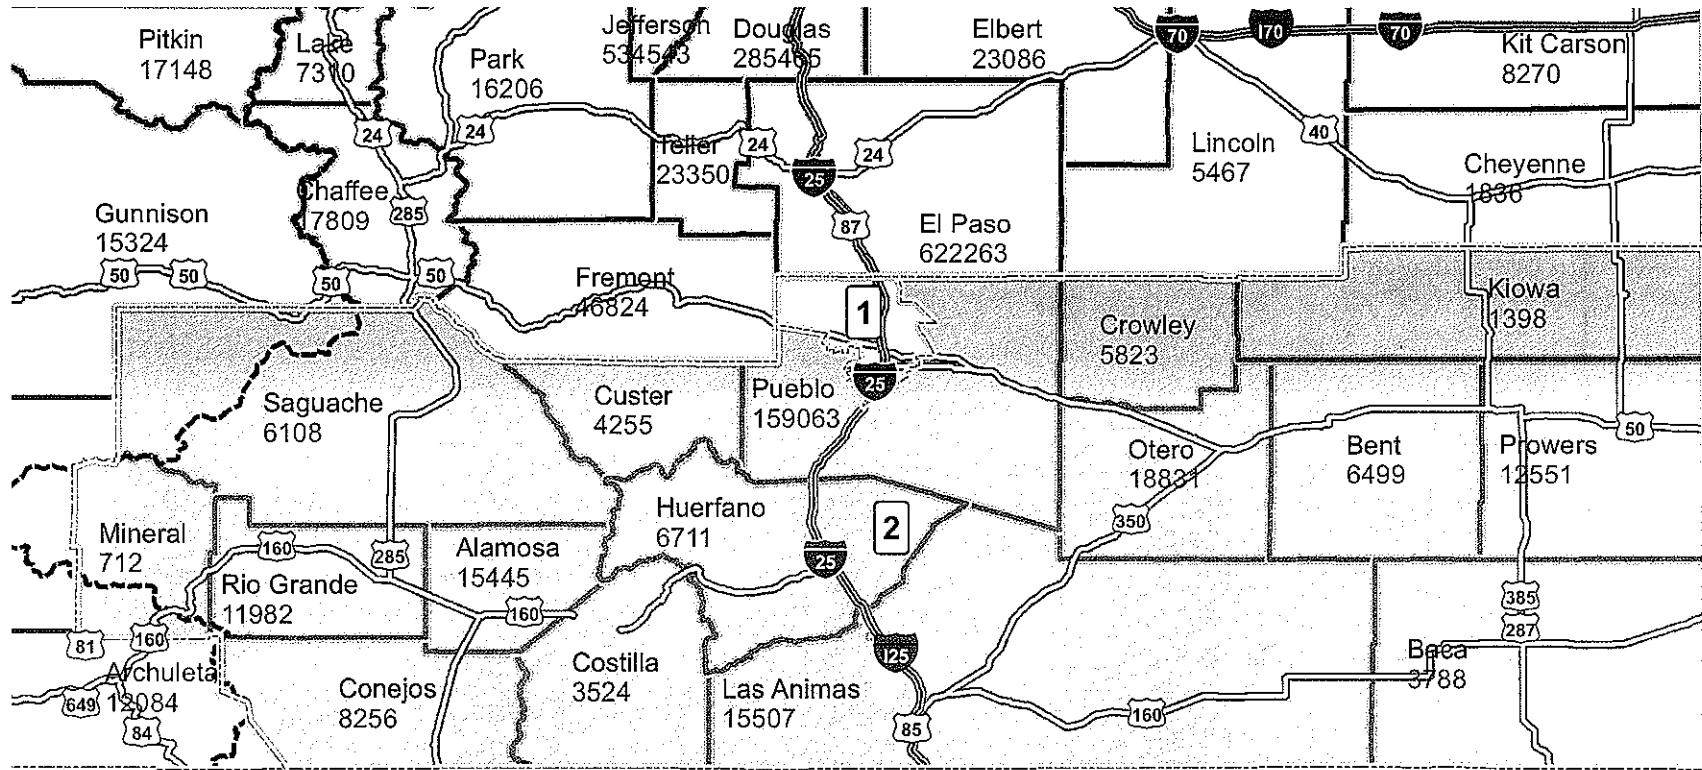 Pitkin
17148
Lake
7310
Park
16206
Jefferson
534543
Douglas
285465
Elbert
23086
70
I70
70
Kit Carson
8270
24
24
24
24
Teller
23350
25
40
Lincoln
5467
Cheyenne
1836
Chaffee
17809
285
Gunnison
15324
50
50
50
50
87
El Paso
622263
Fremont
46824
1
Kiowa
1398
Crowley
5823
25
Saguache
6108
Custer
4255
Pueblo
159063
Otero
18831
Bent
6499
Prowers
12551
50
Mineral
712
160
285
Alamosa
15445
Huerfano
6711
2
350
25
Rio Grande
11982
160
385
287
81
160
I25
Archuleta
12084
649
84
Conejos
8256
Costilla
3524
Las Animas
15507
85
160
Baca
3788